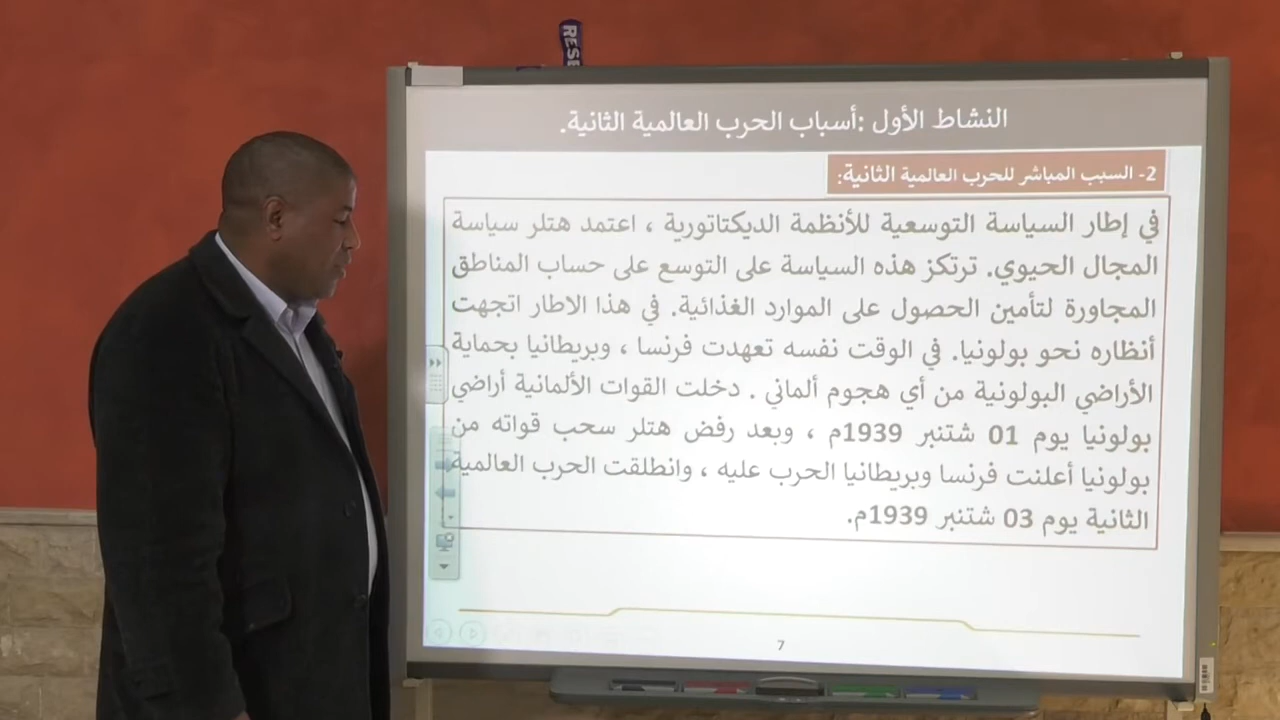 RESE
النشاط الأول :أسباب الحرب العالمية الثانية.
2- السبب المباشر للحرب العالمية الثانية:
في إطار السياسة التوسعية للأنظمة الديكتاتورية ، اعتمد هتلر سياسة
المجال الحيوي. ترتكز هذه السياسة على التوسع على حساب المناطق
المجاورة لتأمين الحصول على الموارد الغذائية. في هذا الاطار اتجهت
أنظاره نحو بولونيا. في الوقت نفسه تعهدت فرنسا ، وبريطانيا بحماية
الأراضي البولونية من أي هجوم ألماني . دخلت القوات الألمانية أراضي
بولونيا يوم 01 شتنبر 1939م ، وبعد رفض هتلر سحب قواته من
بولونيا أعلنت فرنسا وبريطانيا الحرب عليه ، وانطلقت الحرب العالمية
الثانية يوم 03 شتنبر 1939م.
7